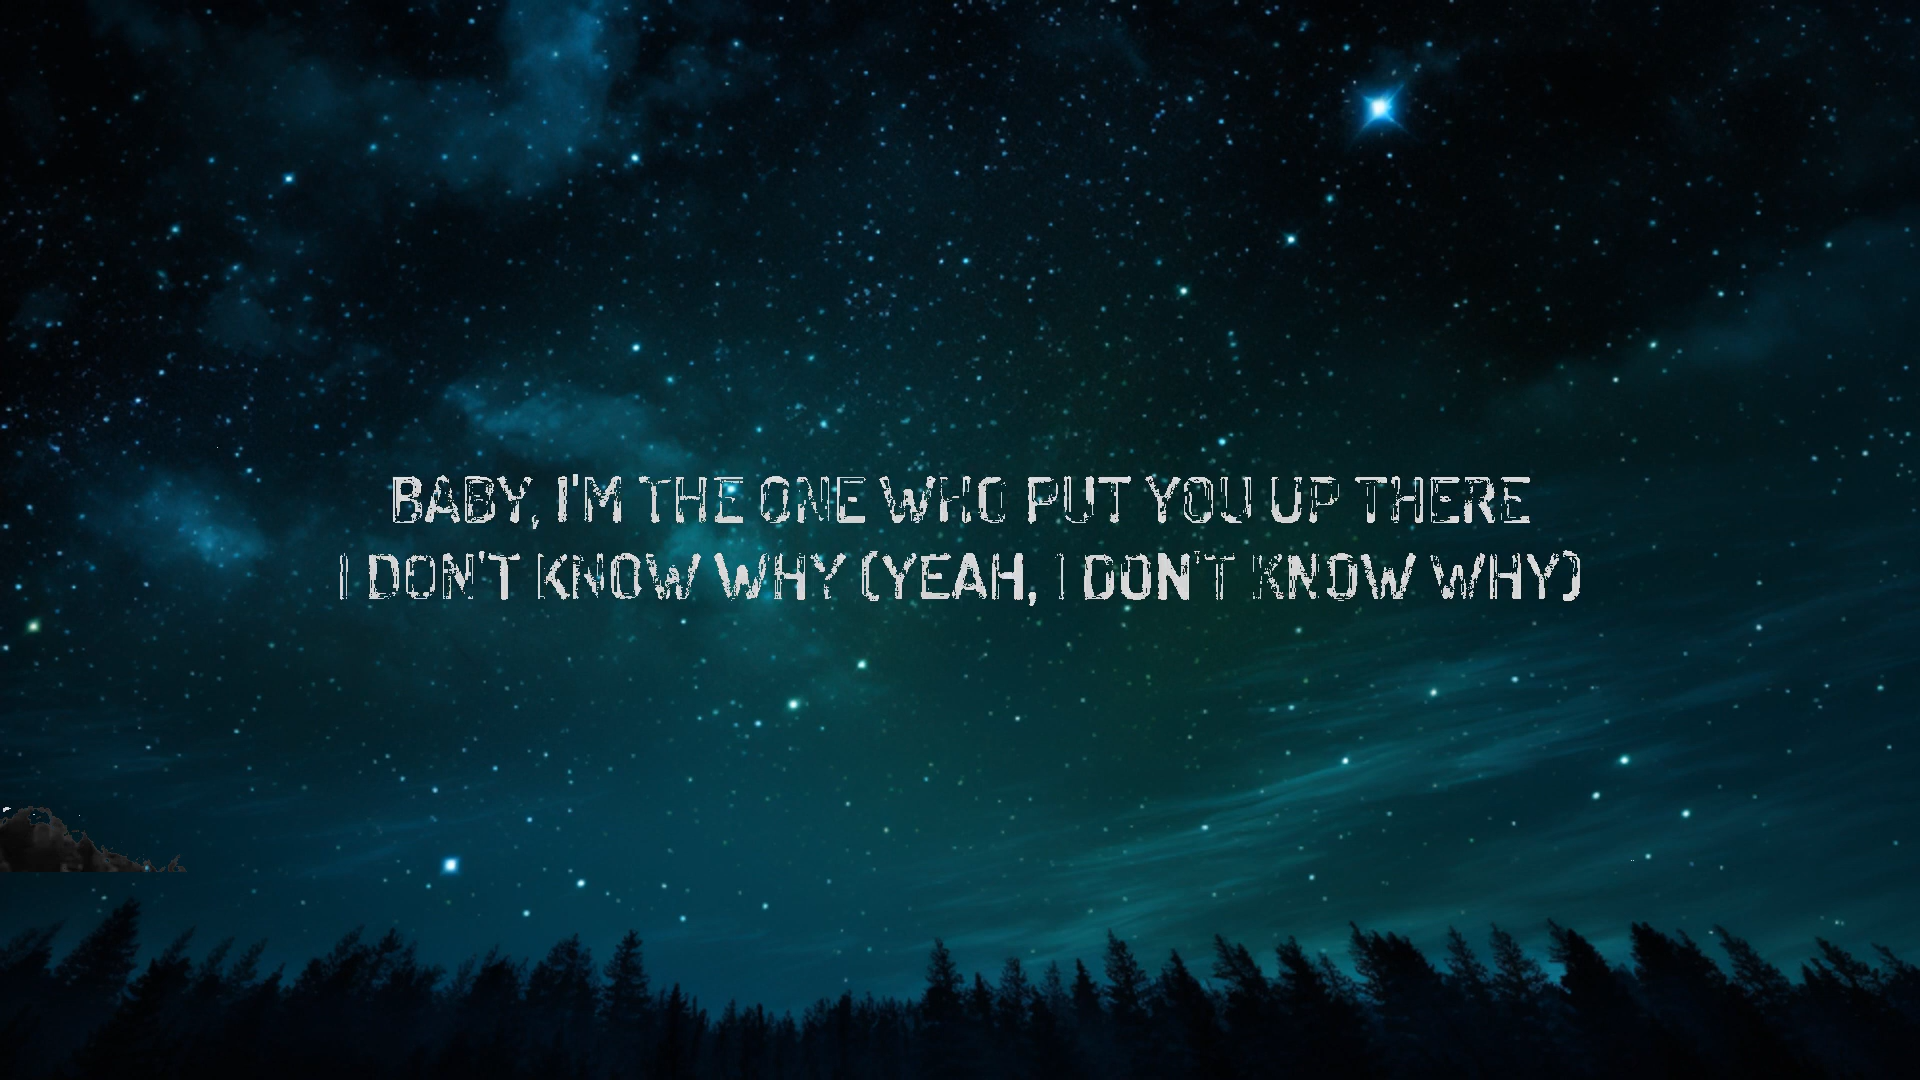 BABY, I'M THE ONE WHO PUT YOU UP THERE
I DON'T KNOW WHY (YEAH, I DON'T KNOW WHY)